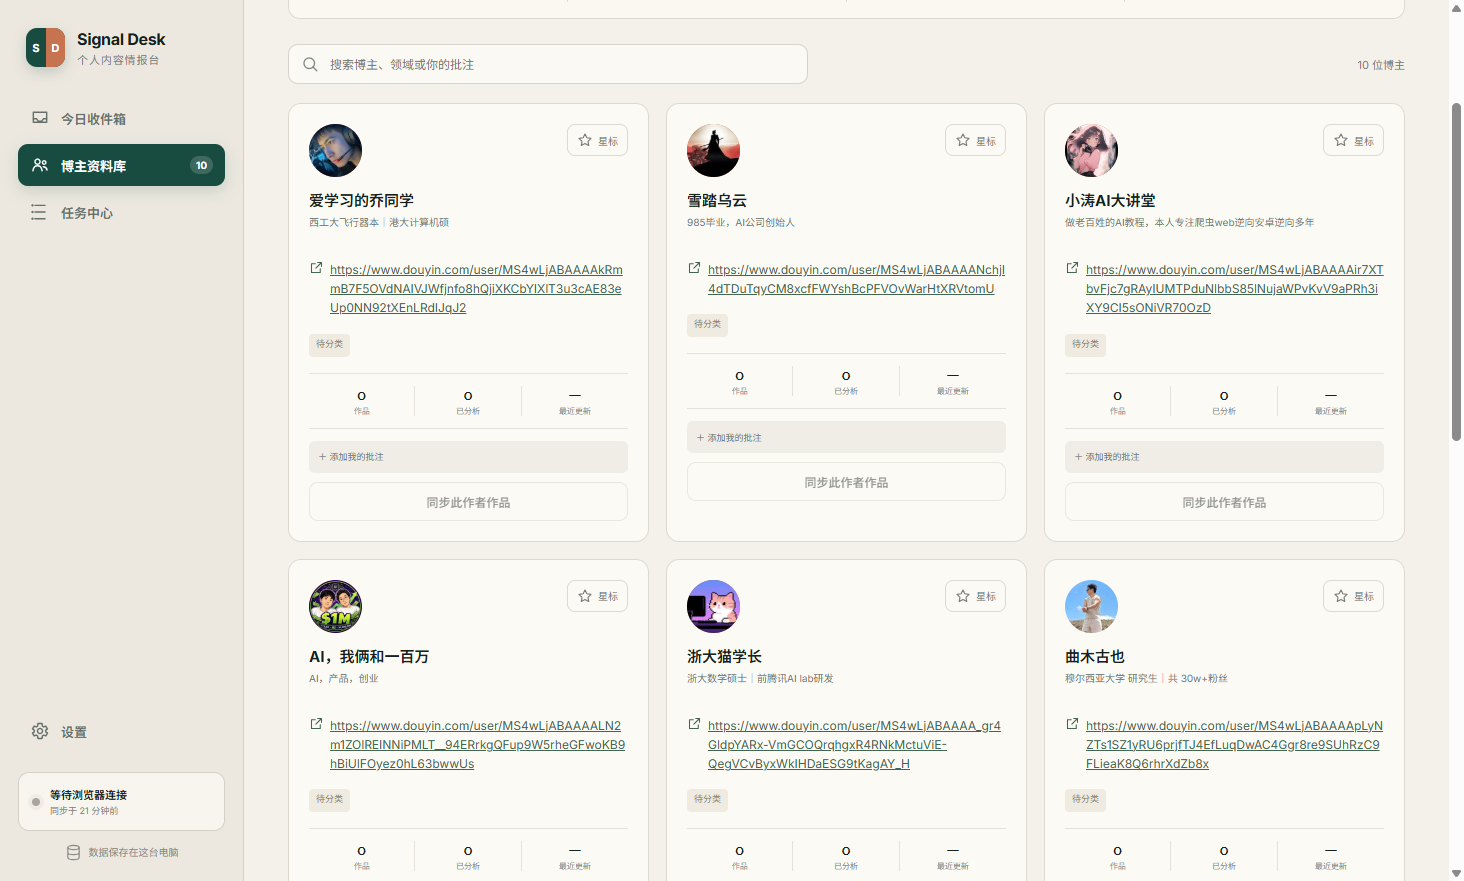 S D
Signal Desk
个人内容情报台
今日收件箱
博主资料库 10
任务中心
设置
等待浏览器连接
同步于 21 分钟前
数据保存在这台电脑
搜索博主、领域或你的批注
10 位博主
星标
爱学习的乔同学
西工大飞行器本｜港大计算机硕
https://www.douyin.com/user/MS4wLjABAAAAkRm
mB7F5OVdNAIVJWfjnfo8hQjiXKCbYIXlT3u3cAE83e
Up0NN92tXEnLRdlJqJ2
待分类
0 0 —
作品 已分析 最近更新
+ 添加我的批注
同步此作者作品
星标
雪踏乌云
985毕业，AI公司创始人
https://www.douyin.com/user/MS4wLjABAAAANchjI
4dTDuTqyCM8xcfFWYshBcPFVOvWarHtXRVtomU
待分类
0 0 —
作品 已分析 最近更新
+ 添加我的批注
同步此作者作品
星标
小涛AI大讲堂
做老百姓的AI教程，本人专注爬虫web逆向安卓逆向多年
https://www.douyin.com/user/MS4wLjABAAAAir7XT
bvFjc7gRAyIUMTPduNlbbS85lNujaWPvKvV9aPRh3i
XY9CI5sONiVR70OzD
待分类
0 0 —
作品 已分析 最近更新
+ 添加我的批注
同步此作者作品
$1M
星标
AI，我俩和一百万
AI，产品，创业
https://www.douyin.com/user/MS4wLjABAAAALN2
m1ZOIREINNiPMLT__94ERrkgQFup9W5rheGFwoKB9
hBiUlFOyez0hL63bwwUs
待分类
0 0 —
作品 已分析 最近更新
星标
浙大猫学长
浙大数学硕士｜前腾讯AI lab研发
https://www.douyin.com/user/MS4wLjABAAAA_gr4
GldpYARx-VmGCOQrqhgxR4RNkMctuViE-
QegVCvByxWkIHDaESG9tKagAY_H
待分类
0 0 —
作品 已分析 最近更新
星标
曲木古也
穆尔西亚大学 研究生｜共 30w+粉丝
https://www.douyin.com/user/MS4wLjABAAAApLyN
ZTs1SZ1yRU6prjfTJ4EfLuqDwAC4Ggr8re9SUhRzC9
FLieaK8Q6rhrXdZb8x
待分类
0 0 —
作品 已分析 最近更新